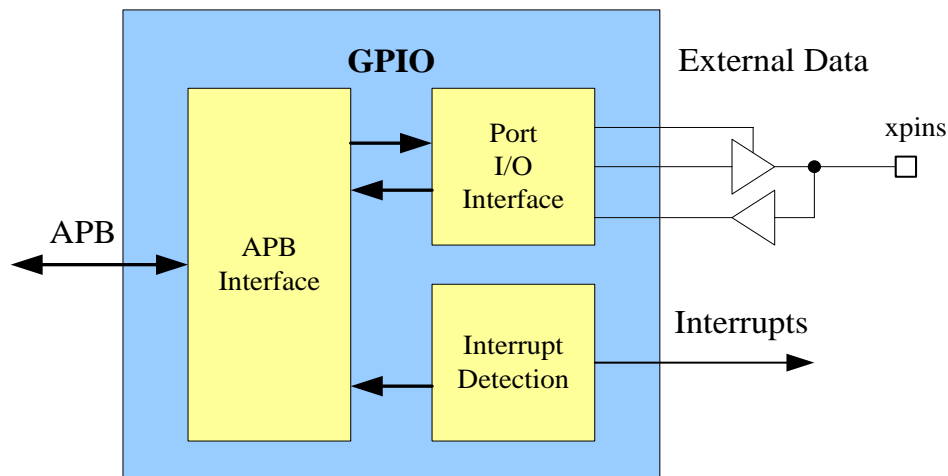 GPIO
External Data
xpins
Port
I/O
Interface
APB
APB
Interface
Interrupts
Interrupt
Detection